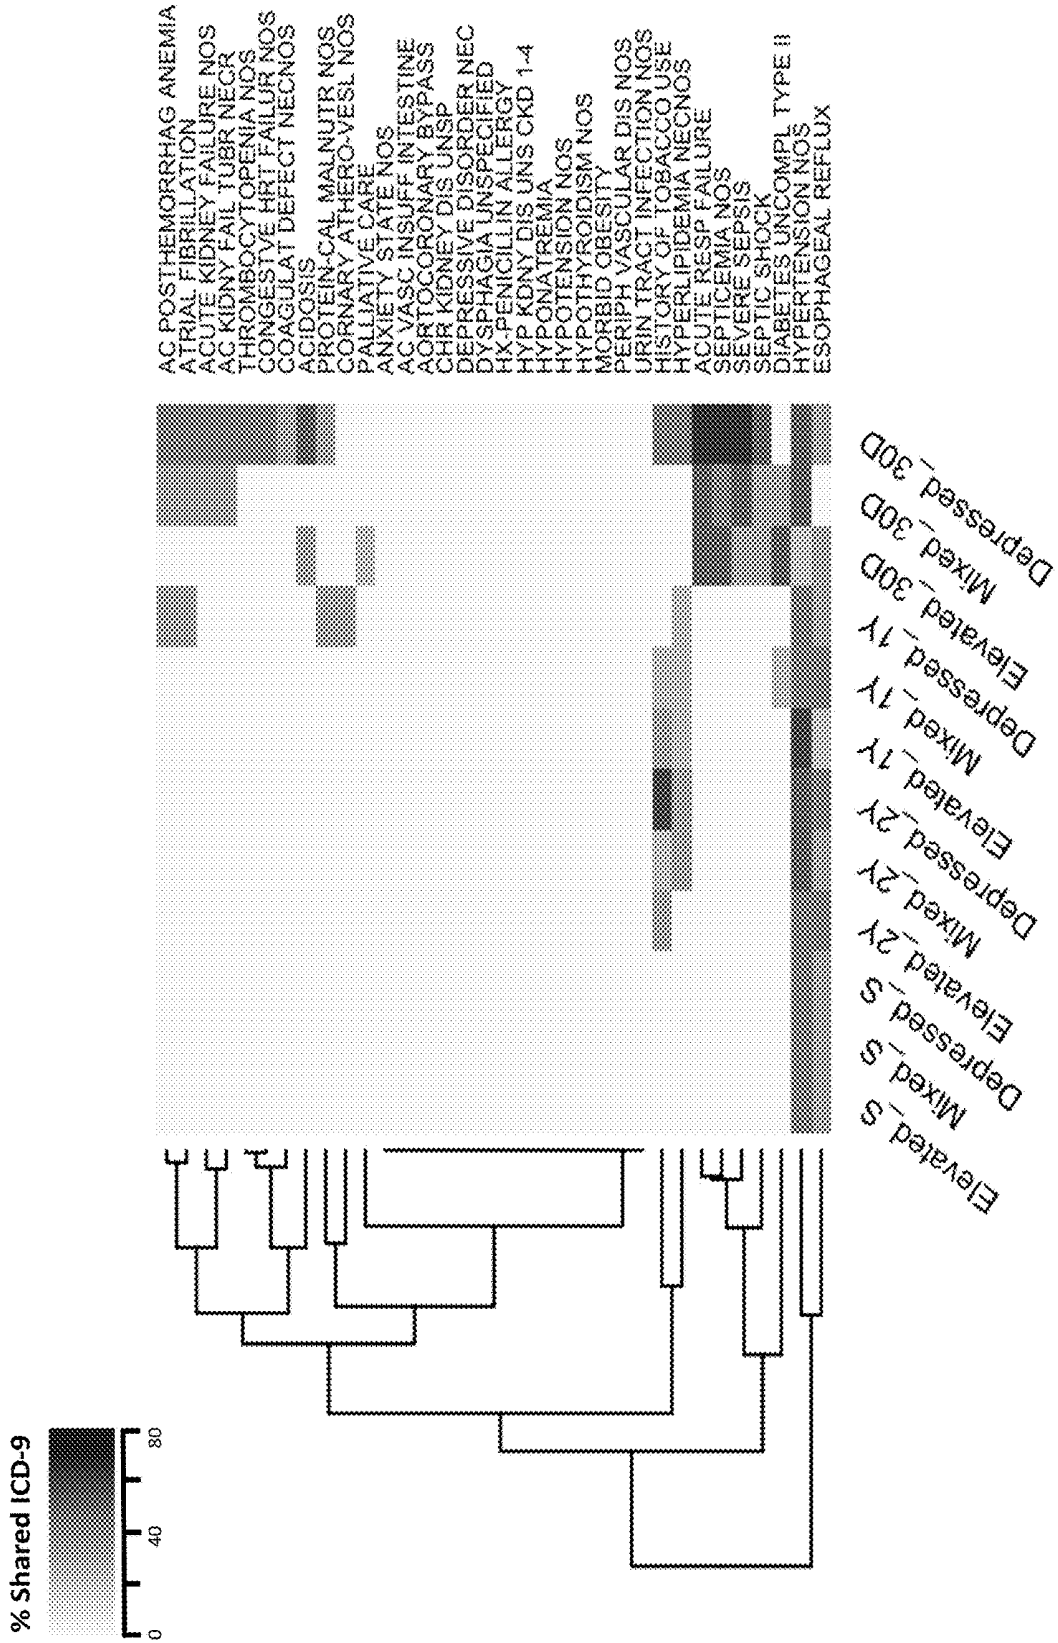 % Shared ICD-9
0
40
80
AC POSTHEMORRHAG ANEMIA
ATRIAL FIBRILLATION
ACUTE KIDNEY FAILURE NOS
AC KIDNY FAIL TUBR NECR
THROMBOCYTOPENIA NOS
CONGESTVE HRT FAILUR NOS
COAGULAT DEFECT NECNOS
ACIDOSIS
PROTEIN-CAL MALNUTR NOS
CORNARY ATHERO-VESL NOS
PALLIATIVE CARE
ANXIETY STATE NOS
AC VASC INSUFF INTESTINE
AORTOCORONARY BYPASS
CHR KIDNEY DIS UNSP
DEPRESSIVE DISORDER NEC
DYSPHAGIA UNSPECIFIED
HX-PENICILLIN ALLERGY
HYP KDNY DIS UNS CKD 1-4
HYPONATREMIA
HYPOTENSION NOS
HYPOTHYROIDISM NOS
MORBID OBESITY
PERIPH VASCULAR DIS NOS
URIN TRACT INFECTION NOS
HISTORY OF TOBACCO USE
HYPERLIPIDEMIA NECNOS
ACUTE RESP FAILURE
SEPTICEMIA NOS
SEVERE SEPSIS
SEPTIC SHOCK
DIABETES UNCOMPL TYPE II
HYPERTENSION NOS
ESOPHAGEAL REFLUX
Elevated_S
Mixed_S
Depressed_S
Elevated_2Y
Mixed_2Y
Depressed_2Y
Elevated_1Y
Mixed_1Y
Depressed_1Y
Elevated_30D
Mixed_30D
Depressed_30D